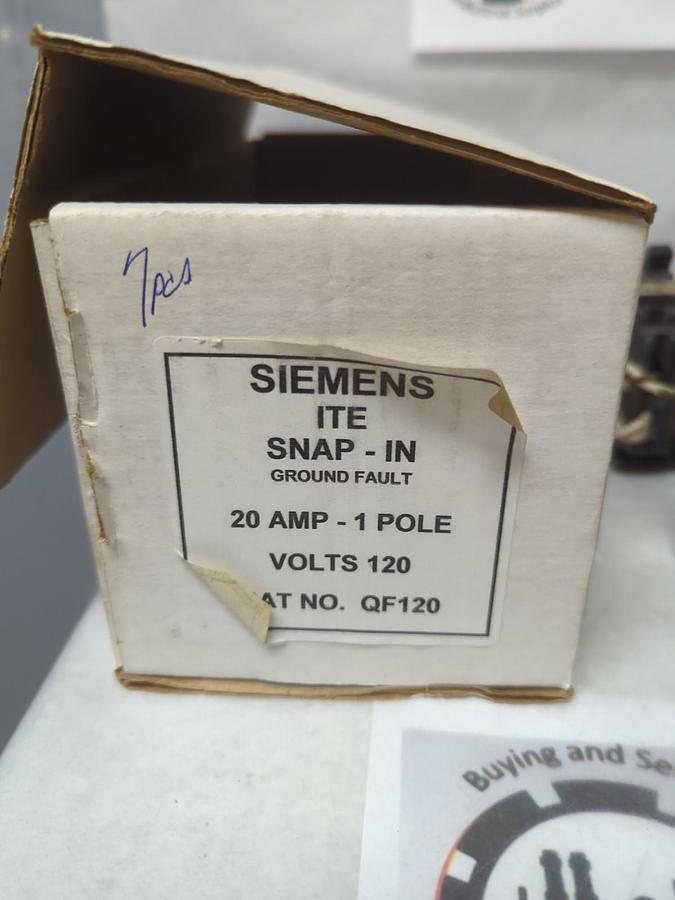 7pcs
SIEMENS
ITE
SNAP - IN
GROUND FAULT
20 AMP - 1 POLE
VOLTS 120
AT NO. QF120
Buying and Se